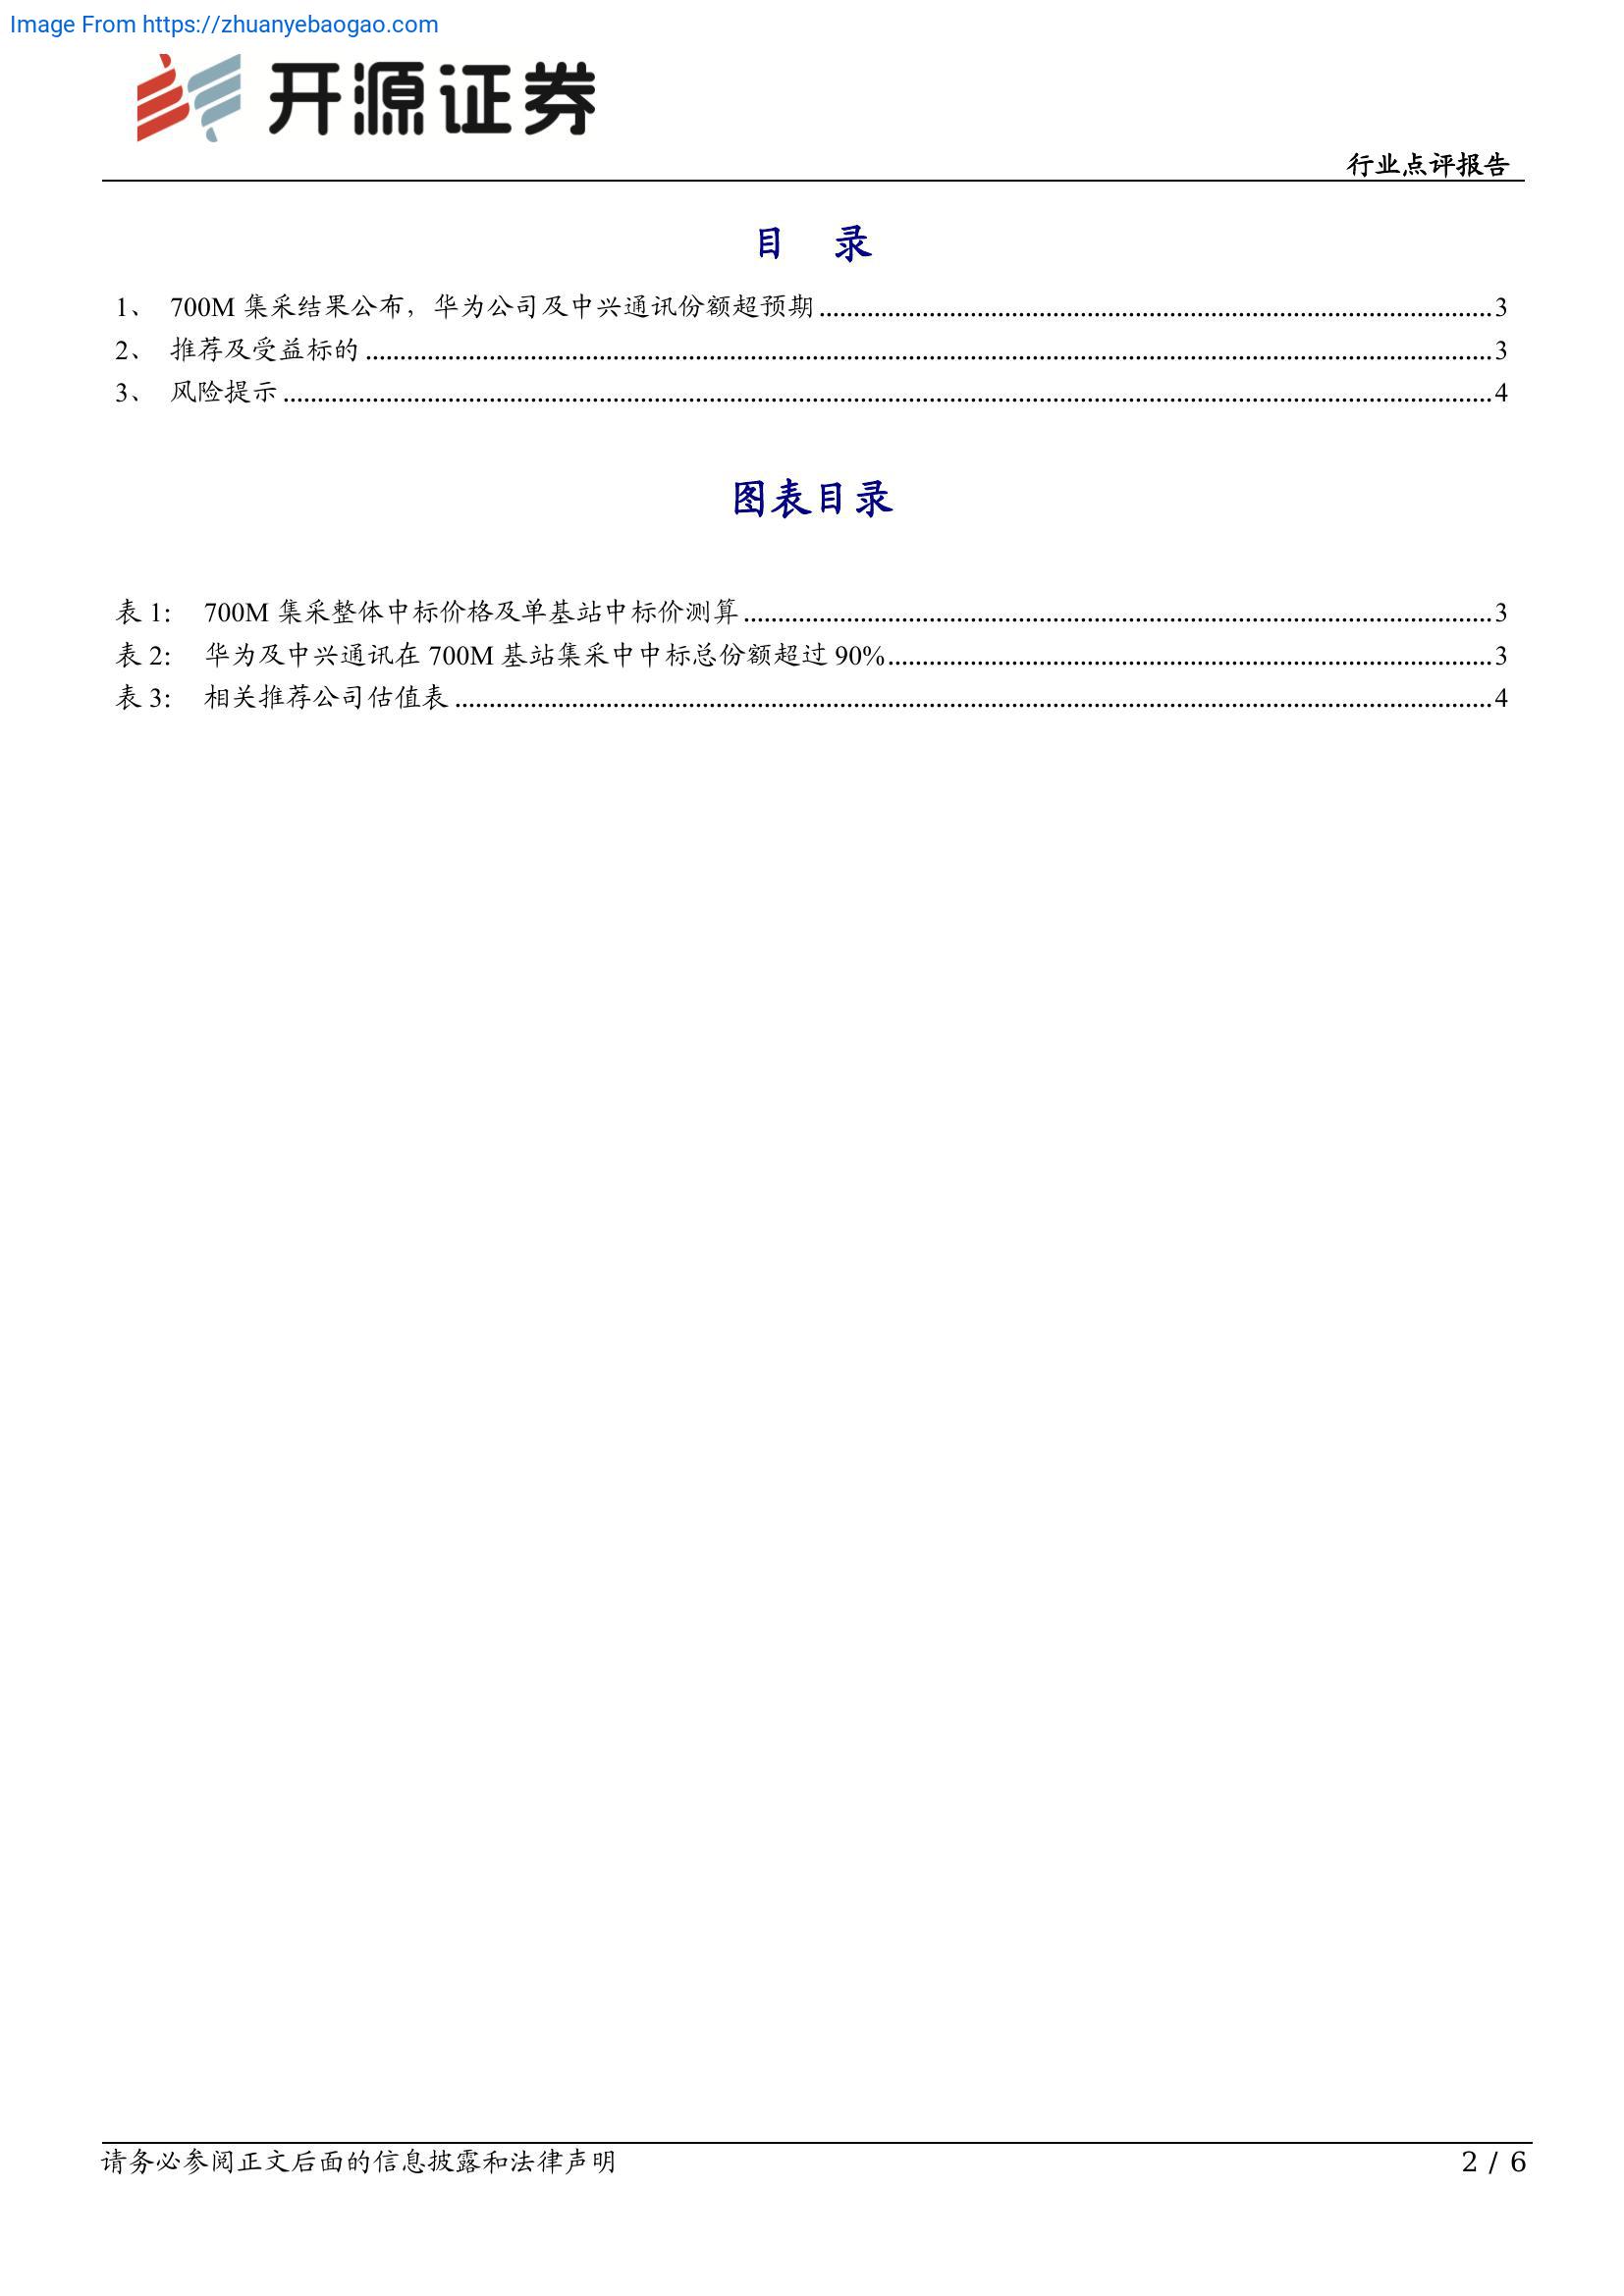 Image From https://zhuanyebaogao.com
开源证券
行业点评报告
目 录
1、 700M 集采结果公布，华为公司及中兴通讯份额超预期 ........ 3
2、 推荐及受益标的 ........ 3
3、 风险提示 ........ 4
图表目录
表 1： 700M 集采整体中标价格及单基站中标价测算 ........ 3
表 2： 华为及中兴通讯在 700M 基站集采中中标总份额超过 90% ........ 3
表 3： 相关推荐公司估值表 ........ 4
请务必参阅正文后面的信息披露和法律声明 2 / 6